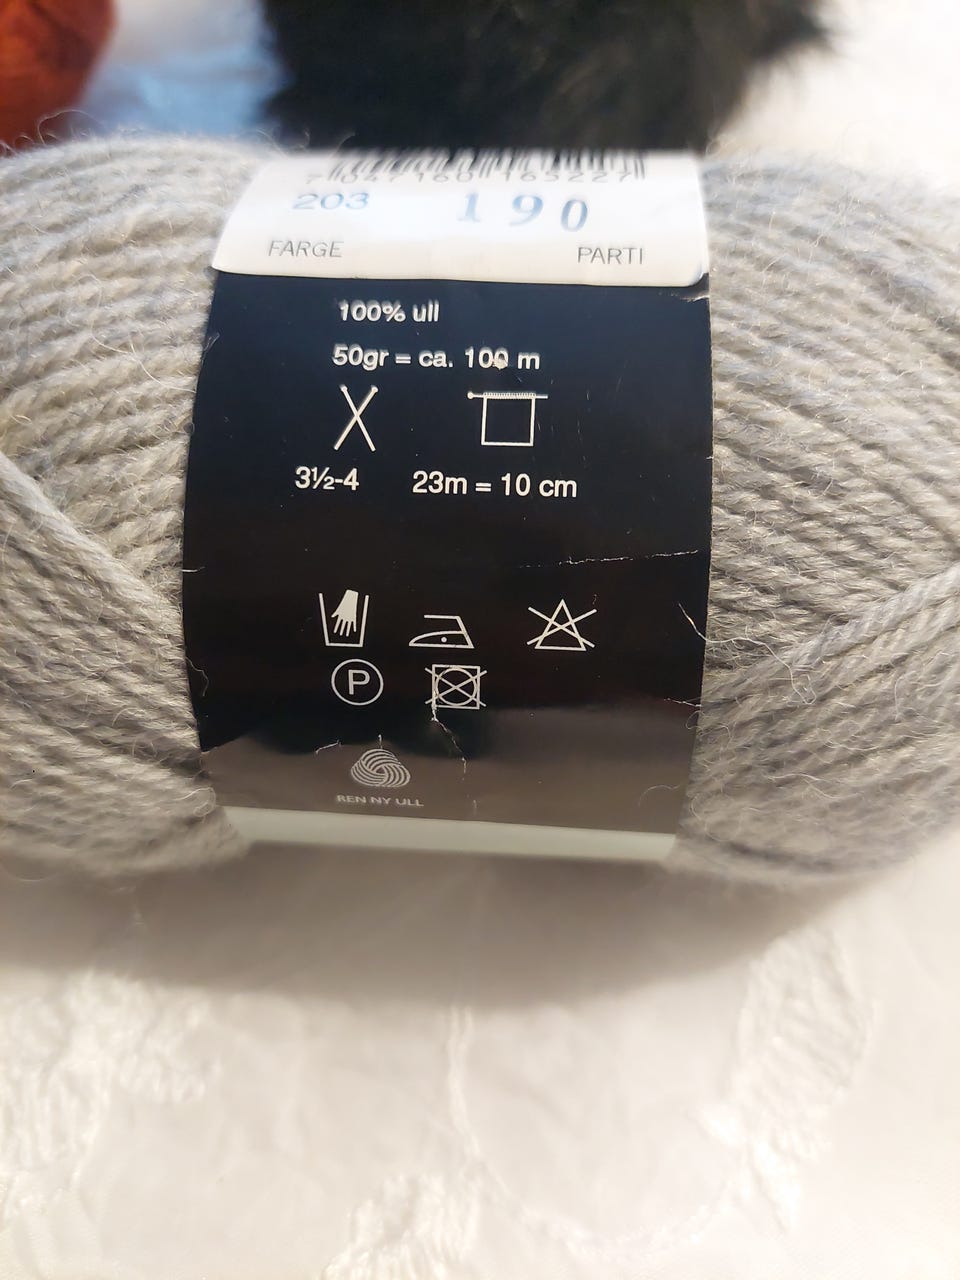 203 190
FARGE PARTI
100% ull
50gr = ca. 100 m
3½-4 23m = 10 cm
P
REN NY ULL